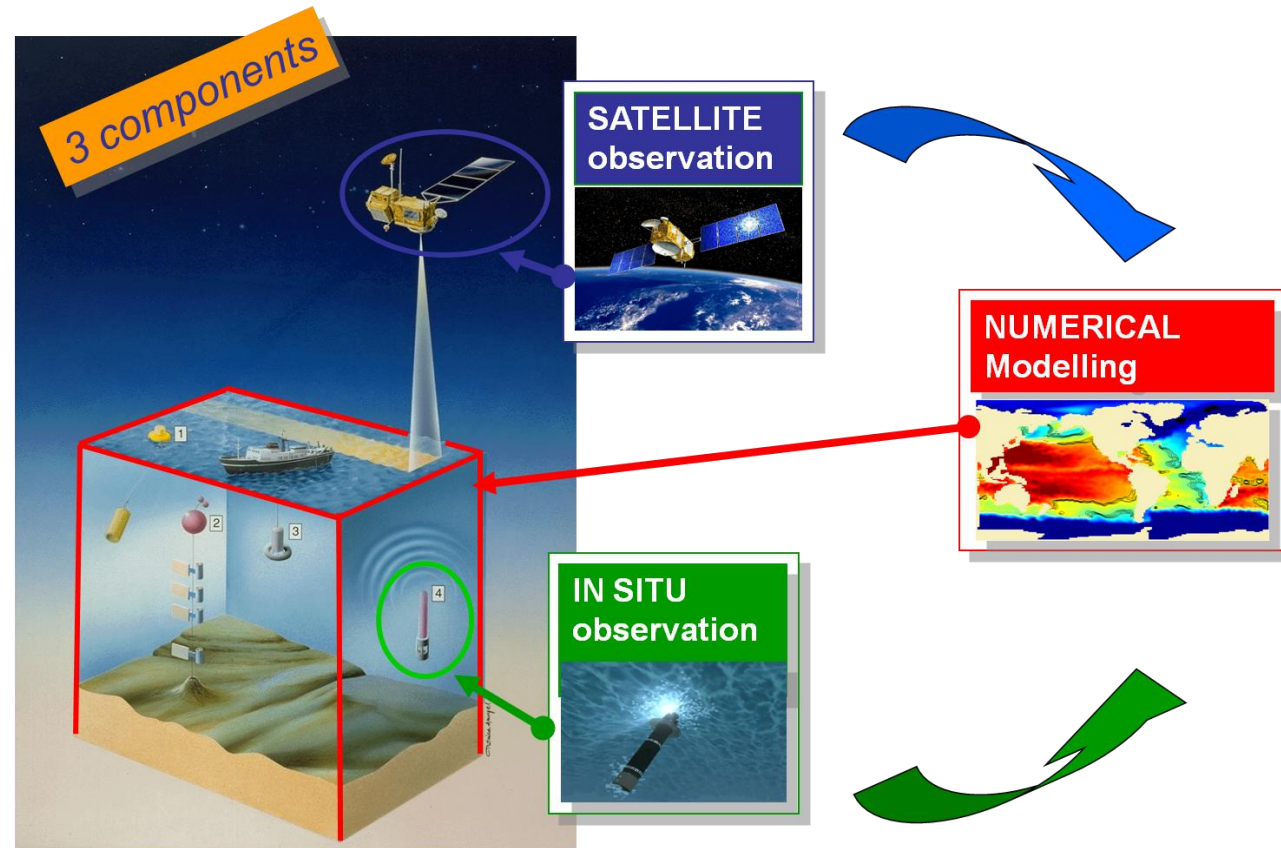 3 components
SATELLITE
observation
NUMERICAL
Modelling
1
2
3
4
IN SITU
observation